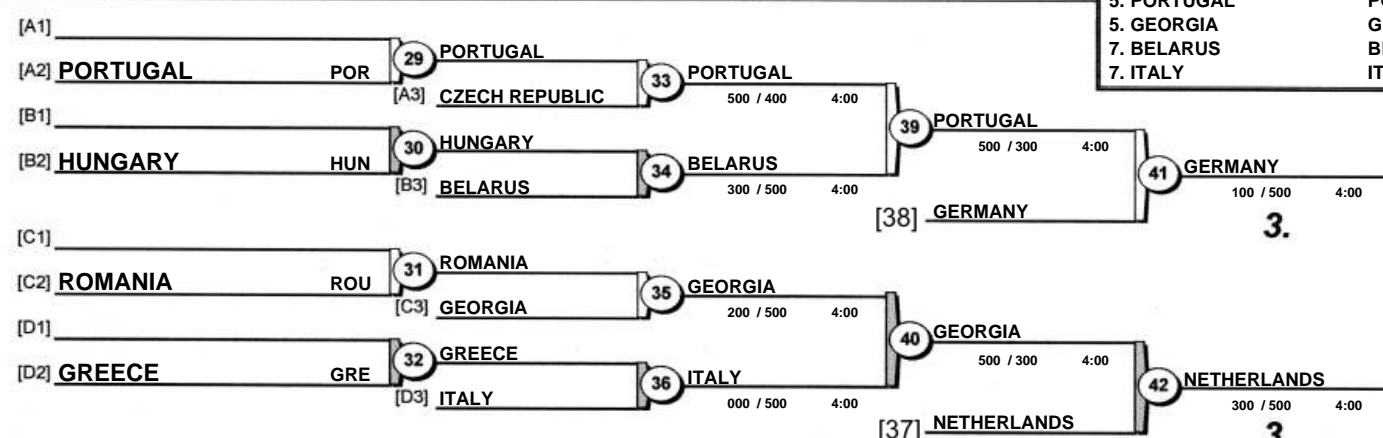 5. PORTUGAL
5. GEORGIA
7. BELARUS
7. ITALY
[A1]
[A2] PORTUGAL POR
29
PORTUGAL
[A3] CZECH REPUBLIC
33
PORTUGAL
500 / 400 4:00
[B1]
[B2] HUNGARY HUN
30
HUNGARY
[B3] BELARUS
34
BELARUS
300 / 500 4:00
39
PORTUGAL
500 / 300 4:00
[38] GERMANY
41
GERMANY
100 / 500 4:00
3.
[C1]
[C2] ROMANIA ROU
31
ROMANIA
[C3] GEORGIA
35
GEORGIA
200 / 500 4:00
[D1]
[D2] GREECE GRE
32
GREECE
[D3] ITALY
36
ITALY
000 / 500 4:00
40
GEORGIA
500 / 300 4:00
[37] NETHERLANDS
42
NETHERLANDS
300 / 500 4:00
3